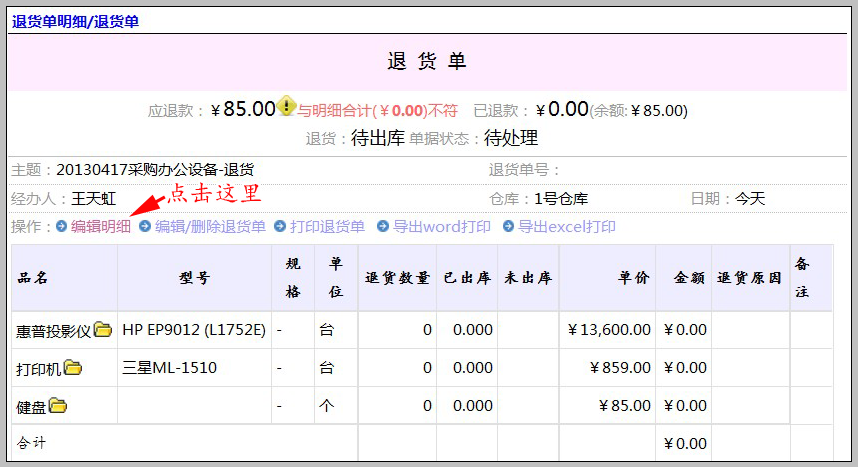 退货单明细/退货单
退 货 单
应退款：￥85.00 与明细合计(￥0.00)不符 已退款：￥0.00(余额:￥85.00)
退货：待出库 单据状态：待处理
主题：20130417采购办公设备-退货 退货单号：
经办人：王天虹 点击这里 仓库：1号仓库 日期：今天
操作： 编辑明细 编辑/删除退货单 打印退货单 导出word打印 导出excel打印
品名 型号 规格 单位 退货数量 已出库 未出库 单价 金额 退货原因 备注
惠普投影仪 HP EP9012 (L1752E) - 台 0 0.000 ￥13,600.00 ￥0.00
打印机 三星ML-1510 - 台 0 0.000 ￥859.00 ￥0.00
健盘 - 个 0 0.000 ￥85.00 ￥0.00
合计 ￥0.00